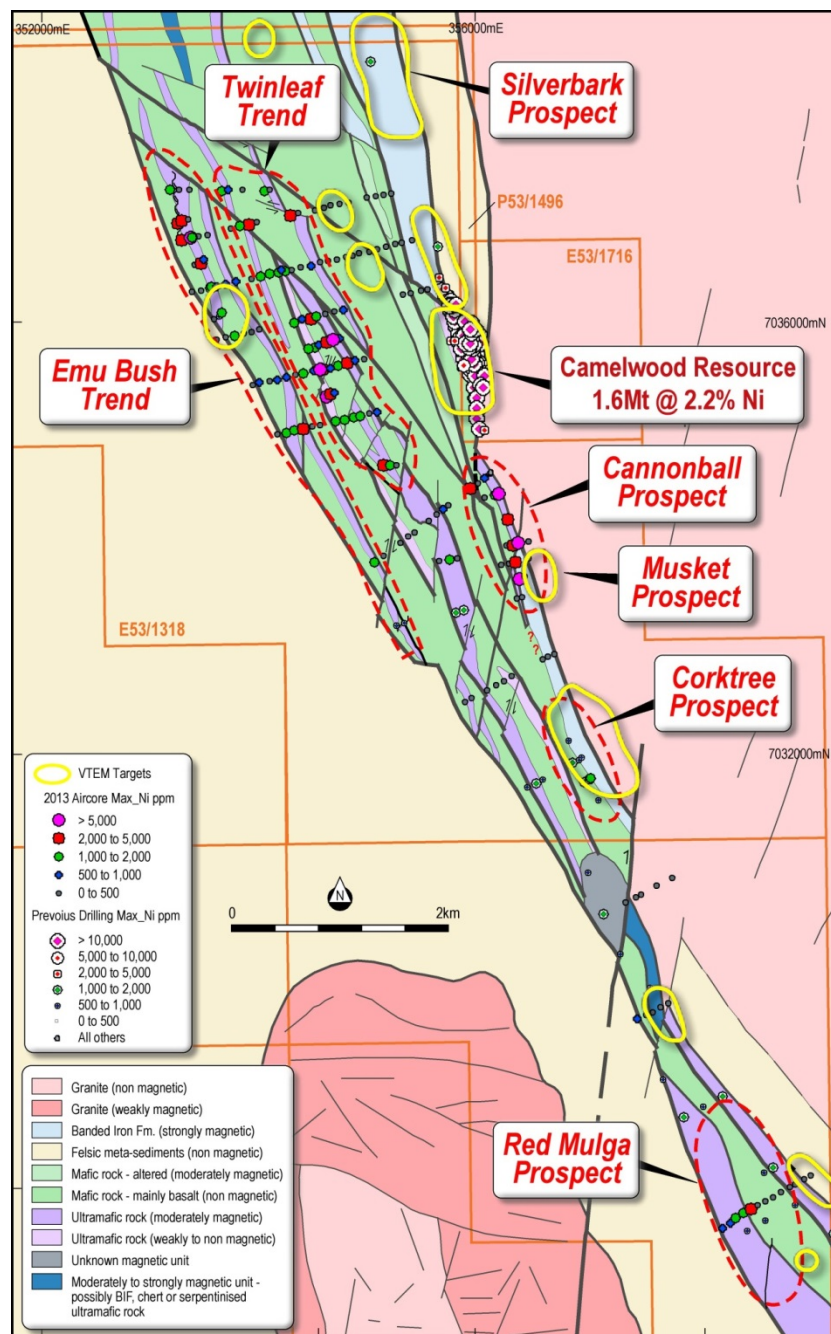 352000mE
356000mE
Silverbark
Prospect
Twinleaf
Trend
P53/1496
E53/1716
7036000mN
Emu Bush
Trend
Camelwood Resource
1.6Mt @ 2.2% Ni
Cannonball
Prospect
Musket
Prospect
E53/1318
? ?
Corktree
Prospect
7032000mN
VTEM Targets
2013 Aircore Max_Ni ppm
> 5,000
2,000 to 5,000
1,000 to 2,000
500 to 1,000
0 to 500
Prevoius Drilling Max_Ni ppm
> 10,000
5,000 to 10,000
2,000 to 5,000
1,000 to 2,000
500 to 1,000
0 to 500
All others
N
0 2km
Granite (non magnetic)
Granite (weakly magnetic)
Banded Iron Fm. (strongly magnetic)
Felsic meta-sediments (non magnetic)
Mafic rock - altered (moderately magnetic)
Mafic rock - mainly basalt (non magnetic)
Ultramafic rock (moderately magnetic)
Ultramafic rock (weakly to non magnetic)
Unknown magnetic unit
Moderately to strongly magnetic unit -
possibly BIF, chert or serpentinised
ultramafic rock
Red Mulga
Prospect